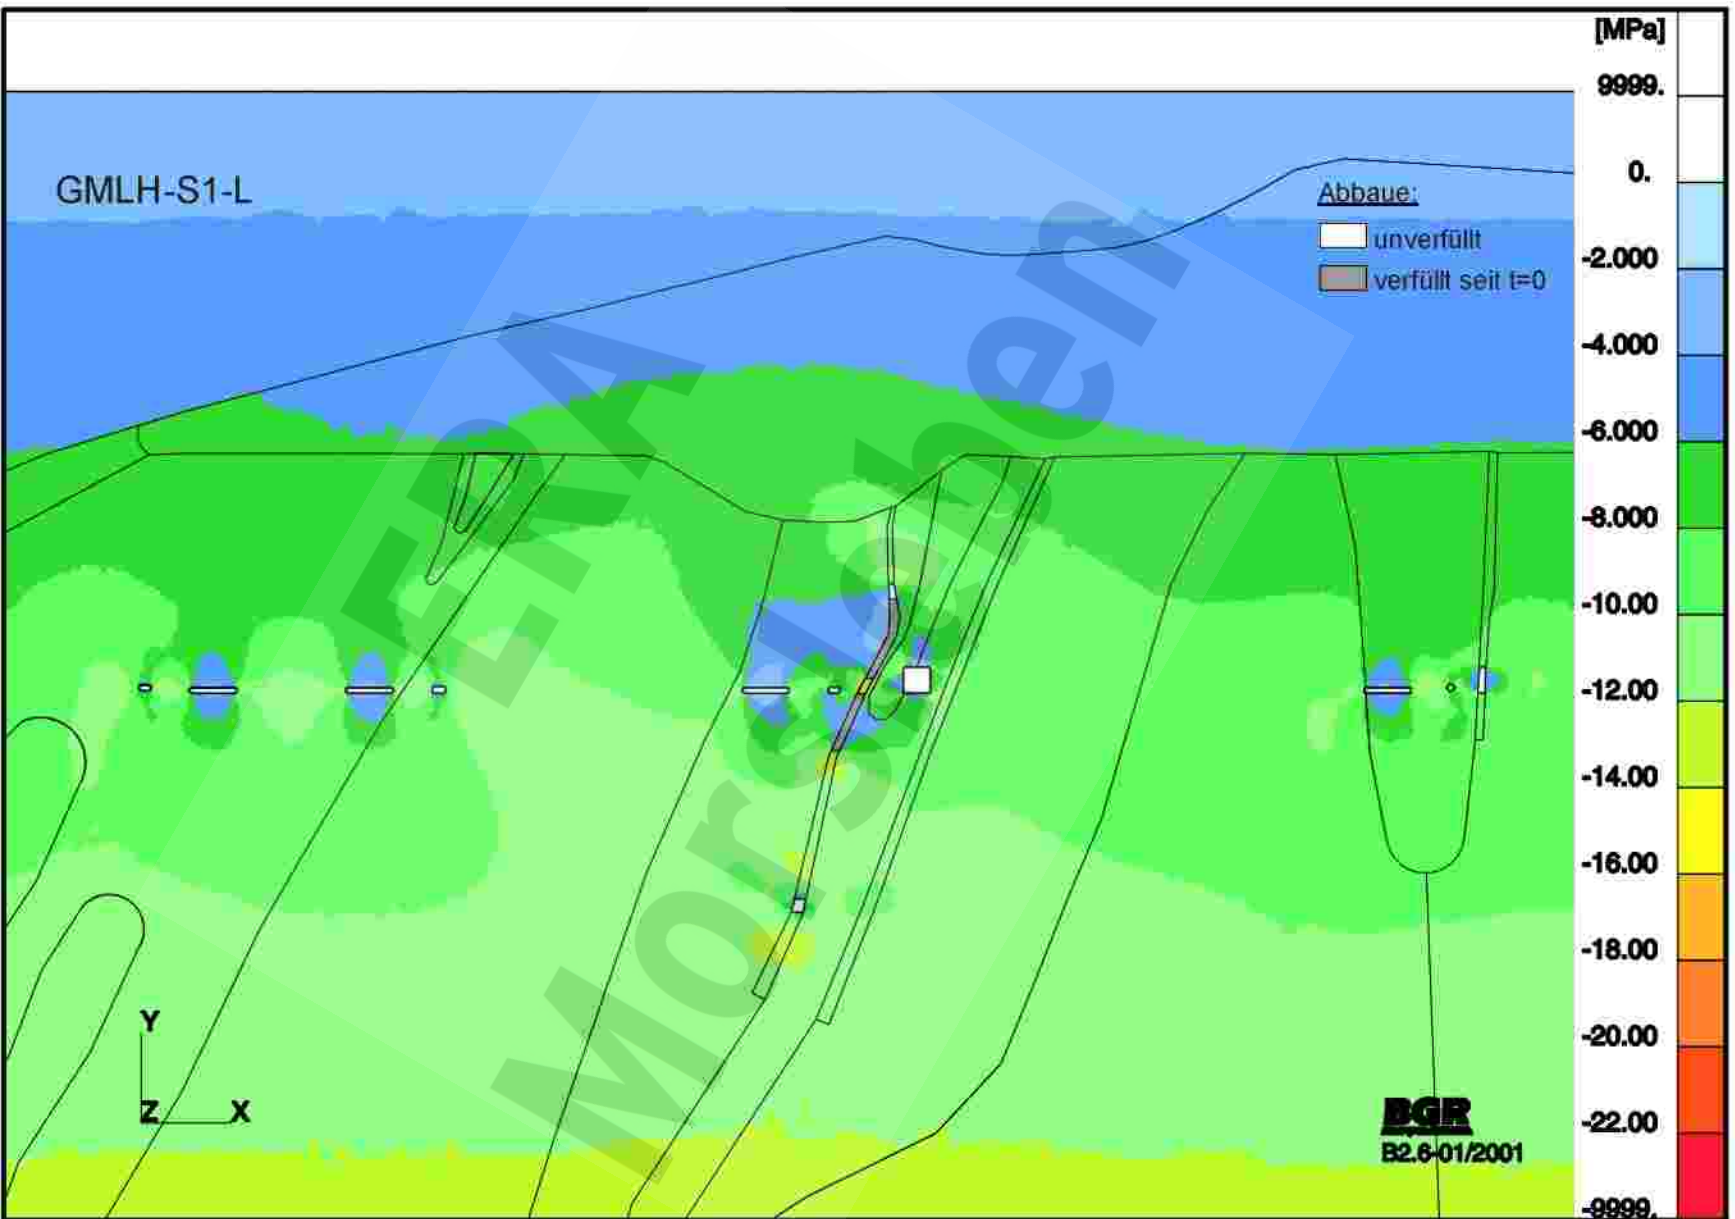 [MPa]
9999.
0.
-2.000
-4.000
-6.000
-8.000
-10.00
-12.00
-14.00
-16.00
-18.00
-20.00
-22.00
-9999.
GMLH-S1-L
Abbaue:
unverfüllt
verfüllt seit t=0
ERA
Morsleben
Y
Z X
BGR
B2.6-01/2001